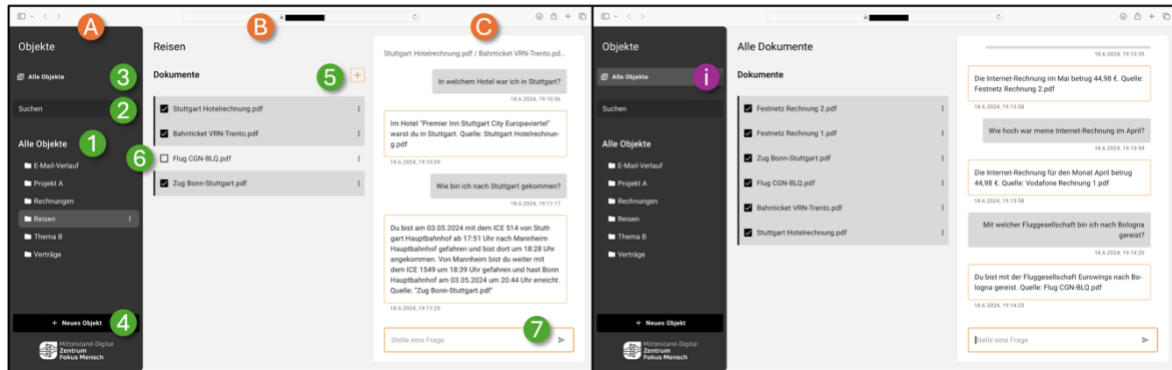 A
B
C
Objekte
Alle Objekte
3
Suchen
2
Alle Objekte
1
E-Mail-Verlauf
Projekt A
Rechnungen
Reisen
Thema B
Verträge
+ Neues Objekt
4
Mittelstand-Digital
Zentrum
Fokus Mensch
Reisen
Dokumente
5
+
Stuttgart Hotelrechnung.pdf
Bahnticket VRN-Trento.pdf
6
Flug CGN-BLQ.pdf
Zug Bonn-Stuttgart.pdf
Stuttgart Hotelrechnung.pdf / Bahnticket VRN-Trento.pd...
In welchem Hotel war ich in Stuttgart?
18.6.2024, 19:10:56
Im Hotel "Premier Inn Stuttgart City Europaviertel"
warst du in Stuttgart. Quelle: Stuttgart Hotelrechnun-
g.pdf
18.6.2024, 19:10:59
Wie bin ich nach Stuttgart gekommen?
18.6.2024, 19:11:17
Du bist am 03.05.2024 mit dem ICE 514 von Stutt-
gart Hauptbahnhof ab 17:51 Uhr nach Mannheim
Hauptbahnhof gefahren und bist dort um 18:28 Uhr
angekommen. Von Mannheim bist du weiter mit
dem ICE 1549 um 18:39 Uhr gefahren und hast Bonn
Hauptbahnhof am 03.05.2024 um 20:44 Uhr erreicht.
Quelle: "Zug Bonn-Stuttgart.pdf"
18.6.2024, 19:11:25
7
Stelle eine Frage
Objekte
Alle Objekte
i
Suchen
Alle Objekte
E-Mail-Verlauf
Projekt A
Rechnungen
Reisen
Thema B
Verträge
+ Neues Objekt
Mittelstand-Digital
Zentrum
Fokus Mensch
Alle Dokumente
Dokumente
Festnetz Rechnung 2.pdf
Festnetz Rechnung 1.pdf
Zug Bonn-Stuttgart.pdf
Flug CGN-BLQ.pdf
Bahnticket VRN-Trento.pdf
Stuttgart Hotelrechnung.pdf
18.6.2024, 19:13:35
Die Internet-Rechnung im Mai betrug 44,98 €. Quelle:
Festnetz Rechnung 2.pdf
18.6.2024, 19:13:38
Wie hoch war meine Internet-Rechnung im April?
18.6.2024, 19:13:54
Die Internet-Rechnung für den Monat April betrug
44,98 €. Quelle: Vodafone Rechnung 1.pdf
18.6.2024, 19:13:58
Mit welcher Fluggesellschaft bin ich nach Bologna
gereist?
18.6.2024, 19:14:20
Du bist mit der Fluggesellschaft Eurowings nach Bo-
logna gereist. Quelle: Flug CGN-BLQ.pdf
18.6.2024, 19:14:23
Stelle eine Frage